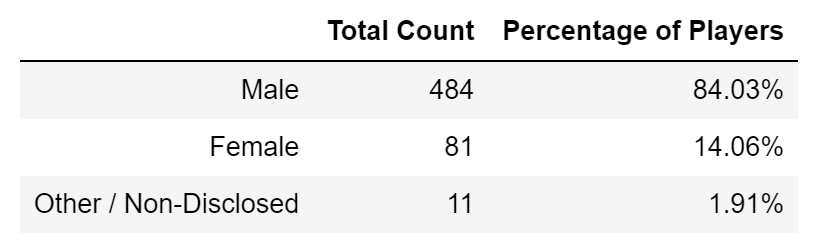 Total Count Percentage of Players
Male 484 84.03%
Female 81 14.06%
Other / Non-Disclosed 11 1.91%